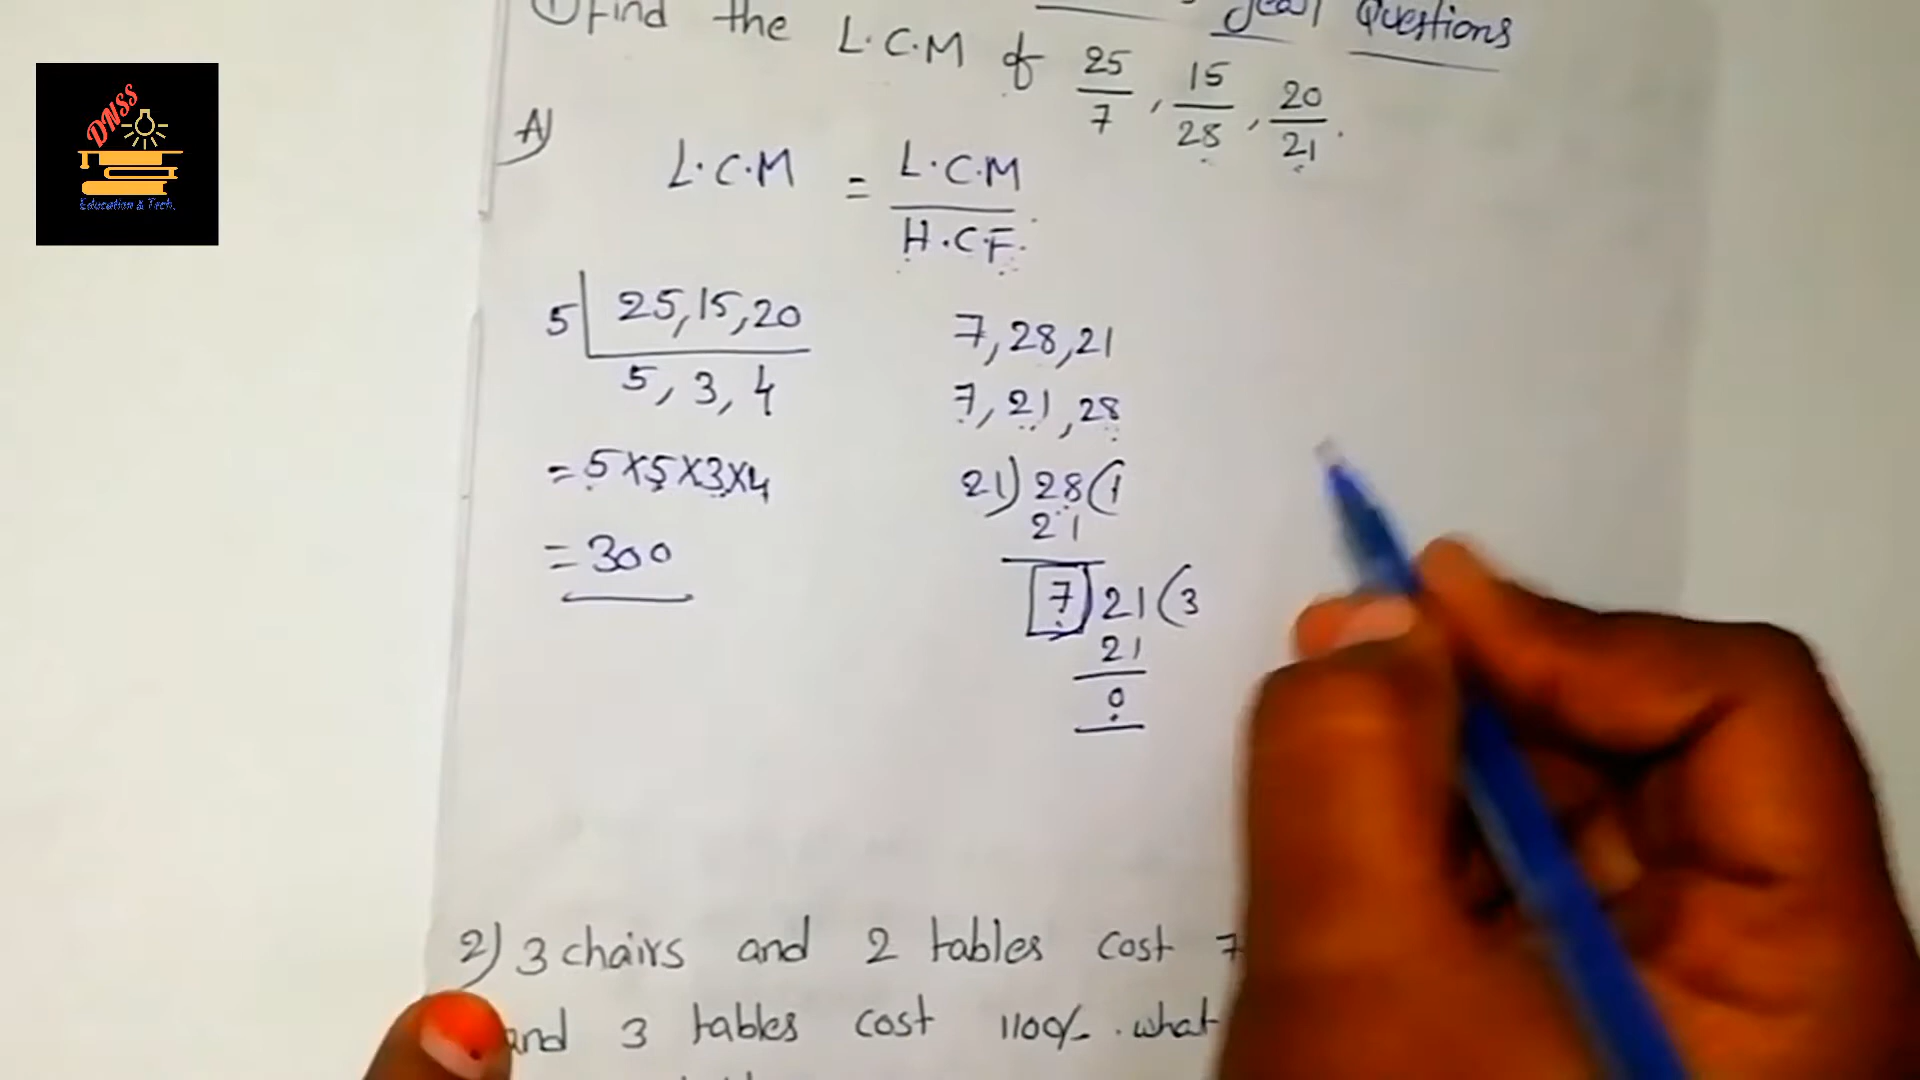 ① Find the L.C.M of 25/7, 15/28, 20/21.
Year Questions
DNSS
Education & Tech.
A)
L.C.M = L.C.M/H.C.F.
5 | 25, 15, 20
5, 3, 4
= 5×5×3×4
= 300
7, 28, 21
7, 21, 28
21) 28 (1
21
7) 21 (3
21
0
2) 3 chairs and 2 tables cost 7
and 3 tables cost 1100/- . what